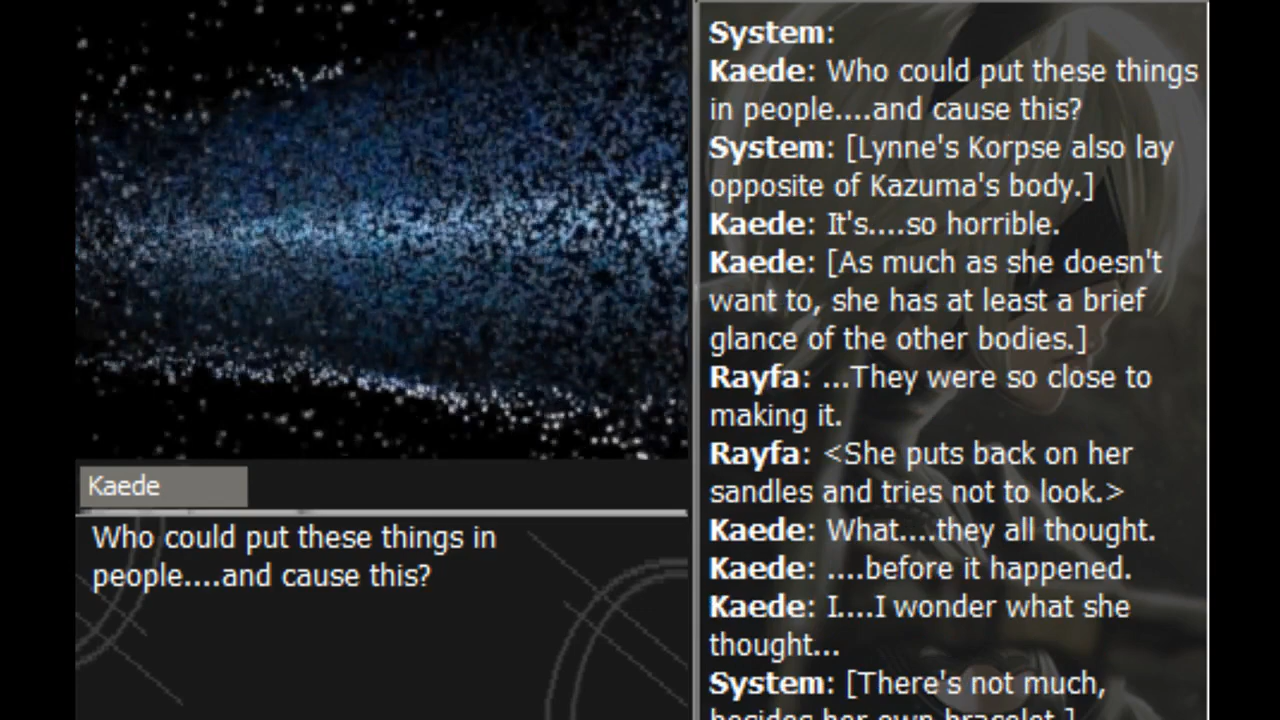 Kaede
Who could put these things in
people....and cause this?
System:
Kaede: Who could put these things
in people....and cause this?
System: [Lynne's Korpse also lay
opposite of Kazuma's body.]
Kaede: It's....so horrible.
Kaede: [As much as she doesn't
want to, she has at least a brief
glance of the other bodies.]
Rayfa: ...They were so close to
making it.
Rayfa: <She puts back on her
sandles and tries not to look.>
Kaede: What....they all thought.
Kaede: ....before it happened.
Kaede: I....I wonder what she
thought...
System: [There's not much,
besides her own bracelet.]